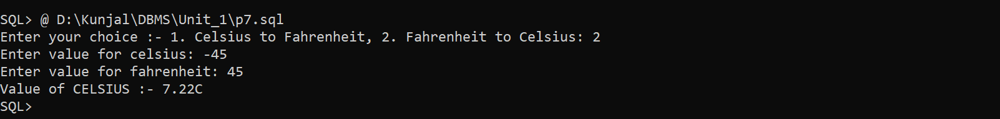 SQL> @ D:\Kunjal\DBMS\Unit_1\p7.sql
Enter your choice :- 1. Celsius to Fahrenheit, 2. Fahrenheit to Celsius: 2
Enter value for celsius: -45
Enter value for fahrenheit: 45
Value of CELSIUS :- 7.22C
SQL>